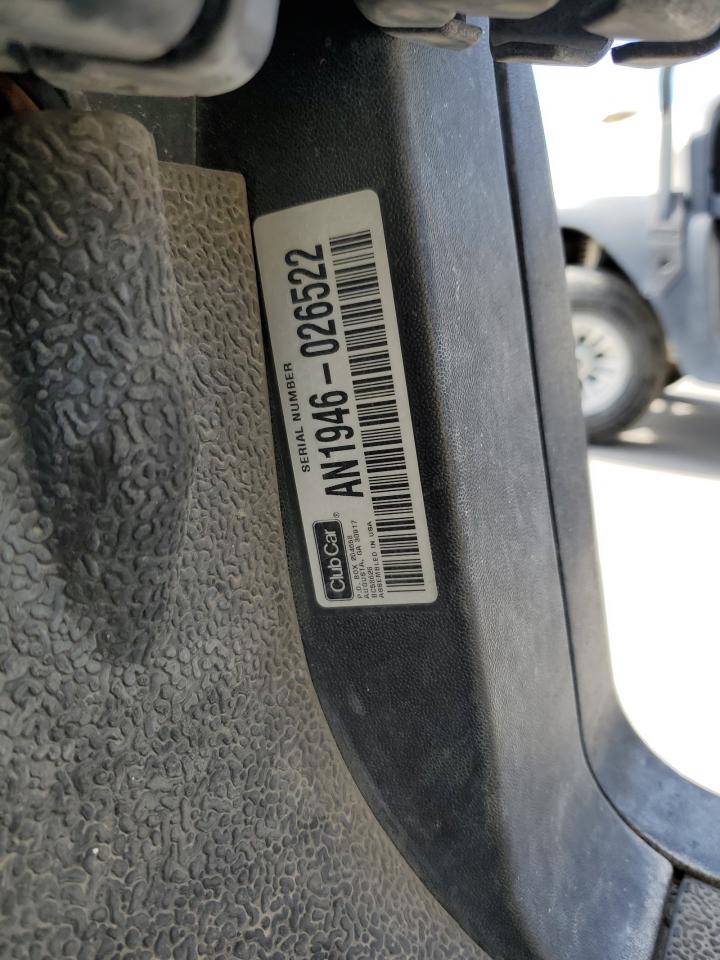 SERIAL NUMBER
AN1946-026522
Club Car®
P.O. BOX 204658
AUGUSTA, GA 30917
ASSEMBLED IN USA